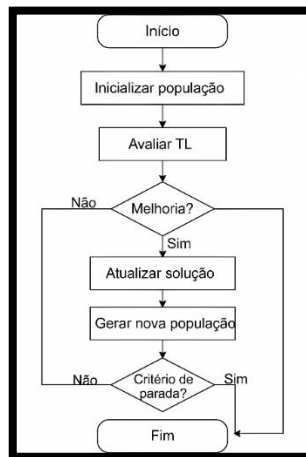 Início
Inicializar população
Avaliar TL
Não
Melhoria?
Sim
Atualizar solução
Gerar nova população
Não
Critério de
parada?
Sim
Fim